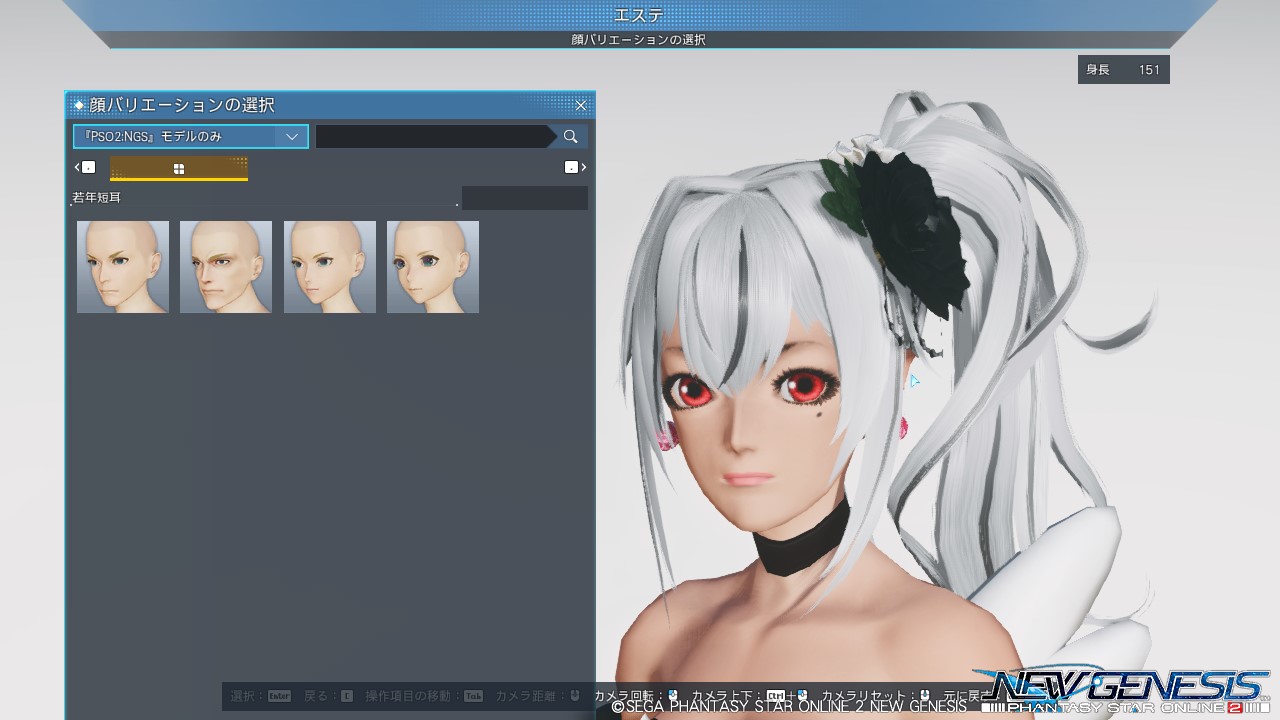 エステ
顔バリエーションの選択
身長 151
顔バリエーションの選択
『PSO2:NGS』モデルのみ
若年短耳
選択：Enter 戻る： 操作項目の移動：Tab カメラ距離： カメラ回転： カメラ上下：Ctrl+ カメラリセット： 元に戻
©SEGA PHANTASY STAR ONLINE 2 NEW GENESIS
NEW GENESIS
PHANTASY STAR ONLINE 2